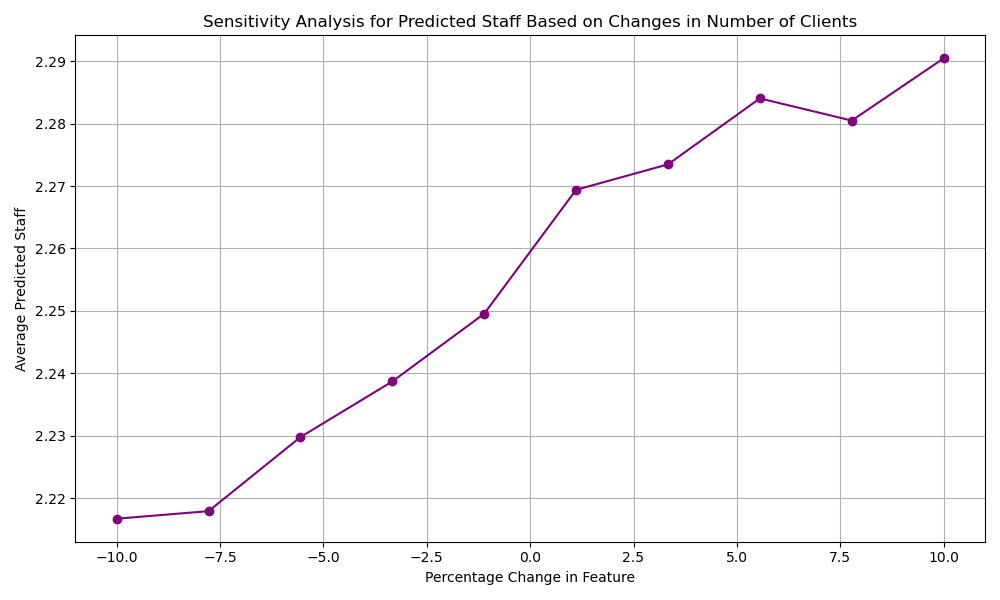 Sensitivity Analysis for Predicted Staff Based on Changes in Number of Clients
Average Predicted Staff
2.29
2.28
2.27
2.26
2.25
2.24
2.23
2.22
−10.0 −7.5 −5.0 −2.5 0.0 2.5 5.0 7.5 10.0
Percentage Change in Feature